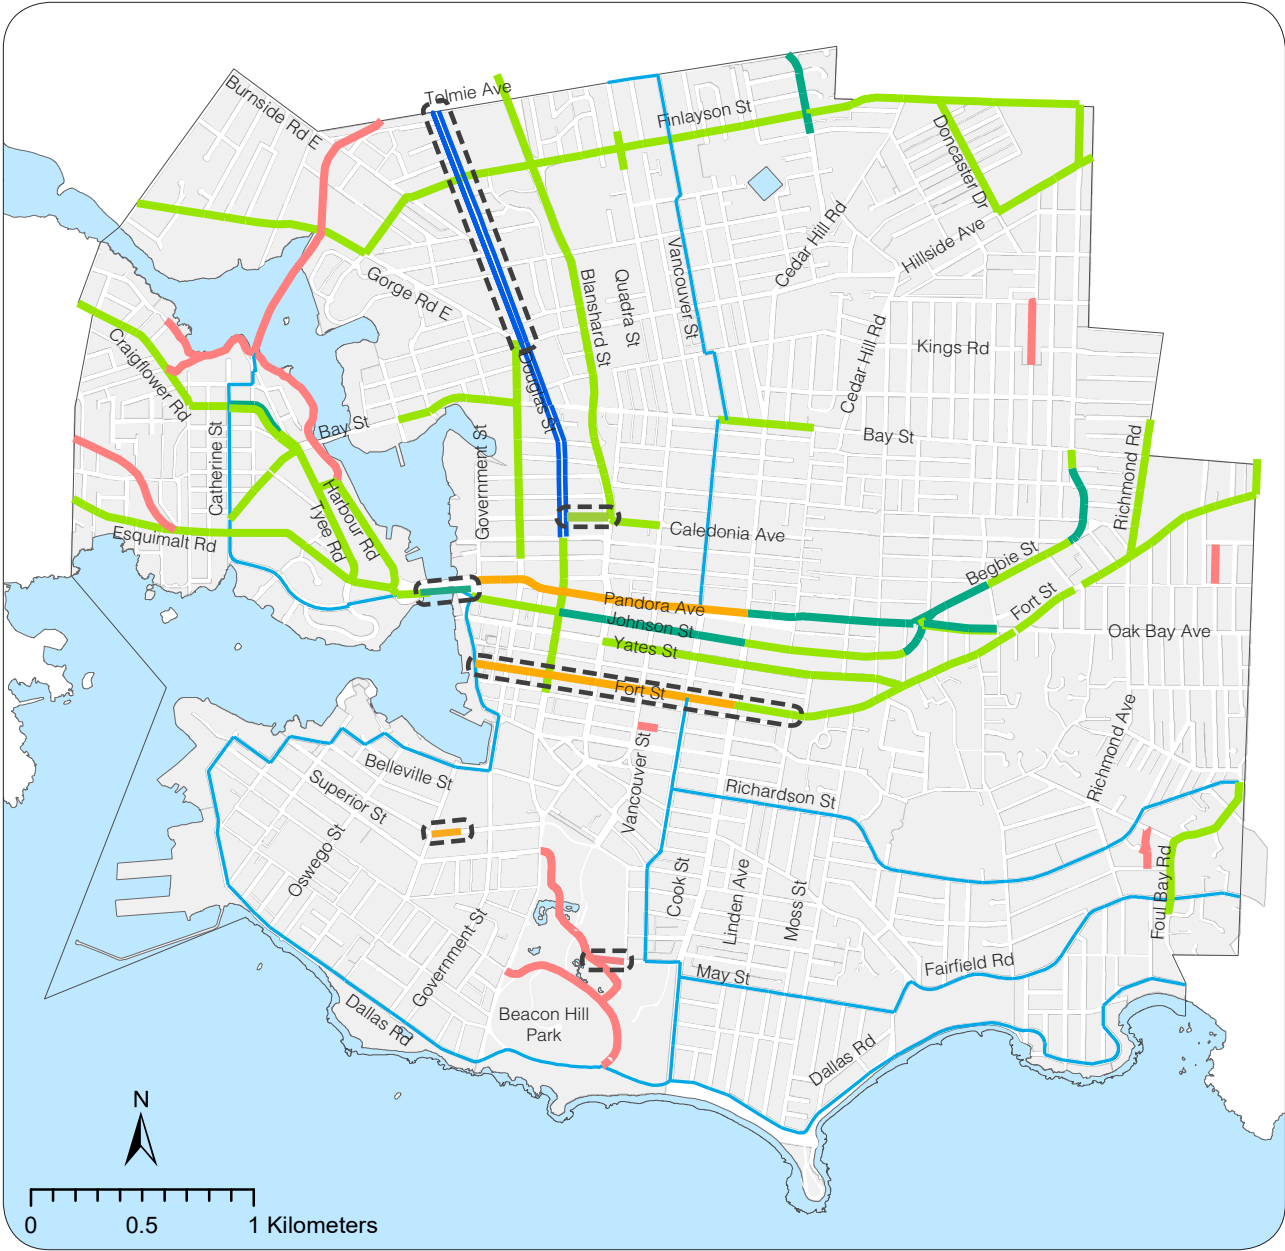 Tolmie Ave
Burnside Rd E
Finlayson St
Doncaster Dr
Cedar Hill Rd
Hillside Ave
Vancouver St
Quadra St
Blanshard St
Gorge Rd E
Douglas St
Craigflower Rd
Kings Rd
Cedar Hill Rd
Bay St
Bay St
Richmond Rd
Catherine St
Government St
Harbour Rd
Tyee Rd
Esquimalt Rd
Caledonia Ave
Begbie St
Fort St
Pandora Ave
Johnson St
Yates St
Oak Bay Ave
Fort St
Richmond Ave
Vancouver St
Belleville St
Superior St
Richardson St
Oswego St
Cook St
Linden Ave
Moss St
Foul Bay Rd
Government St
May St
Fairfield Rd
Dallas Rd
Beacon Hill
Park
Dallas Rd
N
0 0.5 1 Kilometers